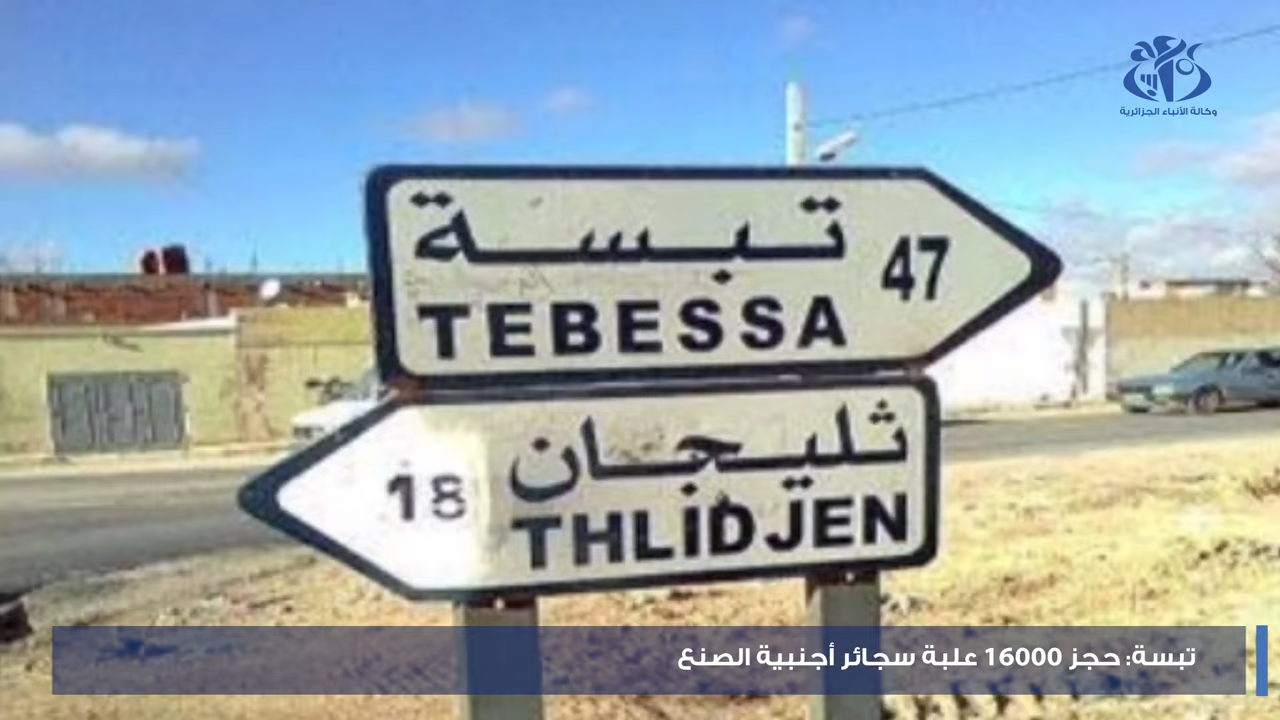 وكالة الأنباء الجزائرية
تبسة
47
TEBESSA
ثليجان
18
THLIDJEN
تبسة: حجز 16000 علبة سجائر أجنبية الصنع